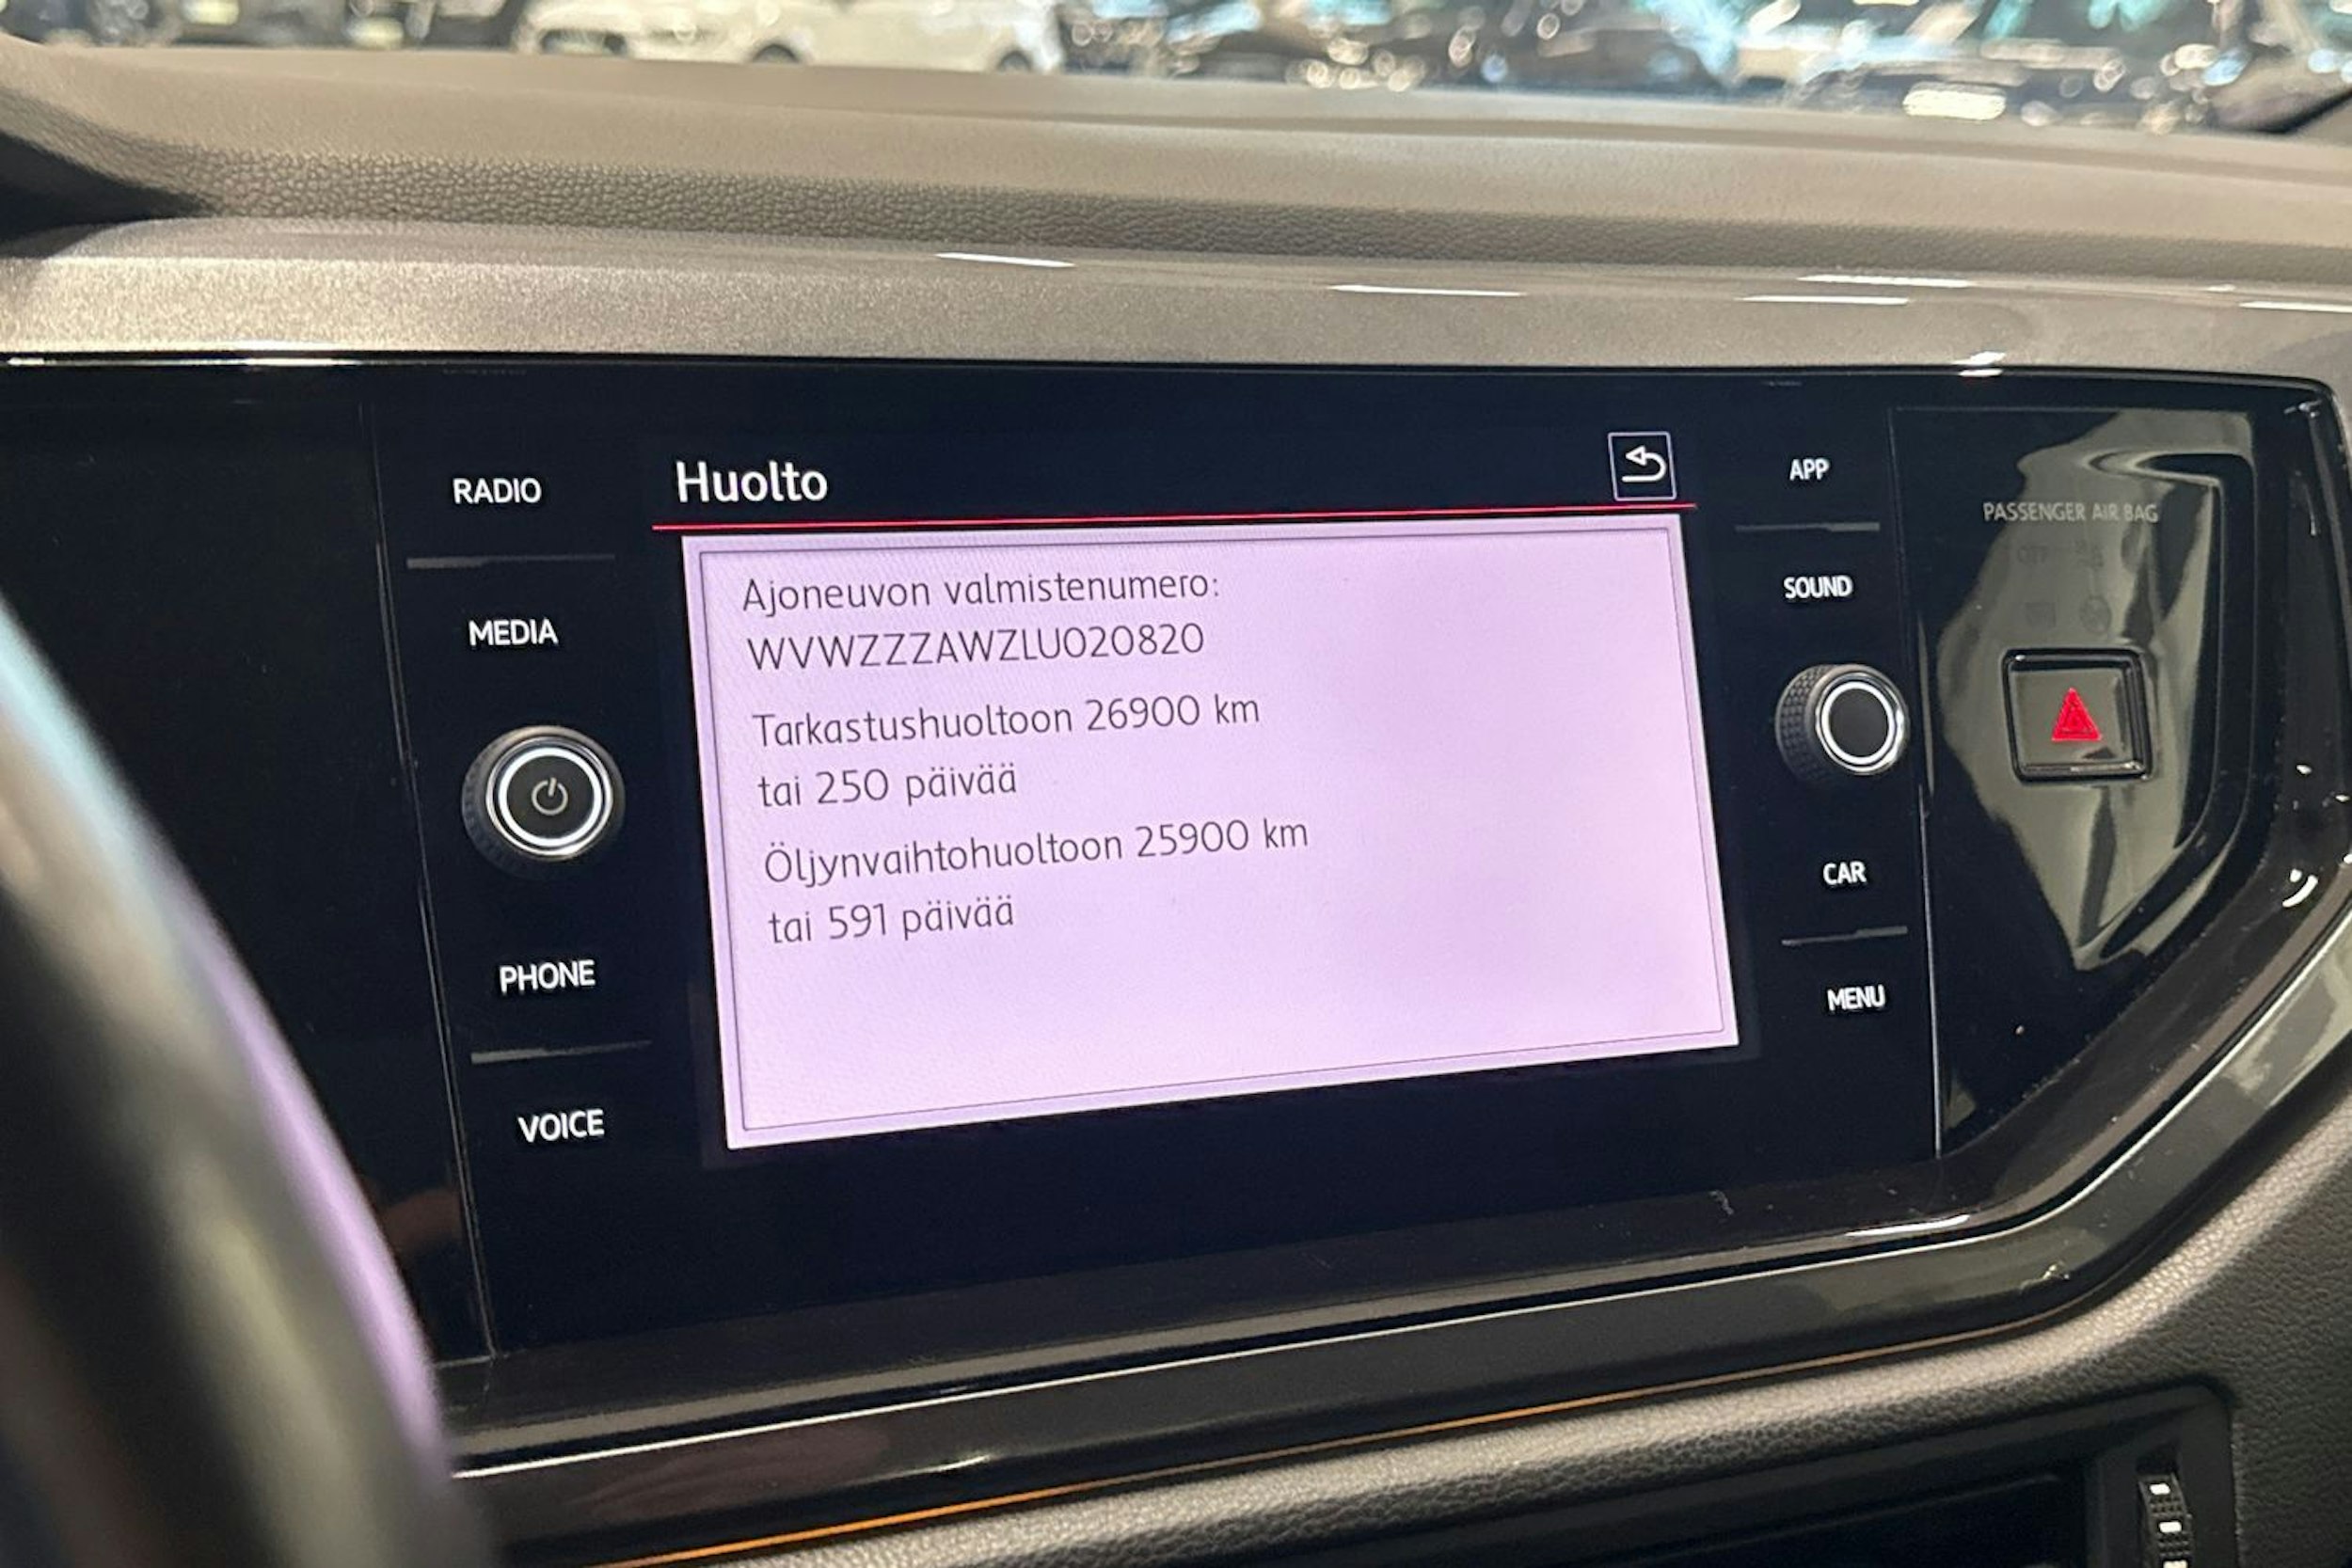 Huolto
Ajoneuvon valmistenumero:
WVWZZZAWZLU020820
Tarkastushuoltoon 26900 km
tai 250 päivää
Öljynvaihtohuoltoon 25900 km
tai 591 päivää
RADIO
MEDIA
PHONE
VOICE
APP
SOUND
CAR
MENU
PASSENGER AIR BAG